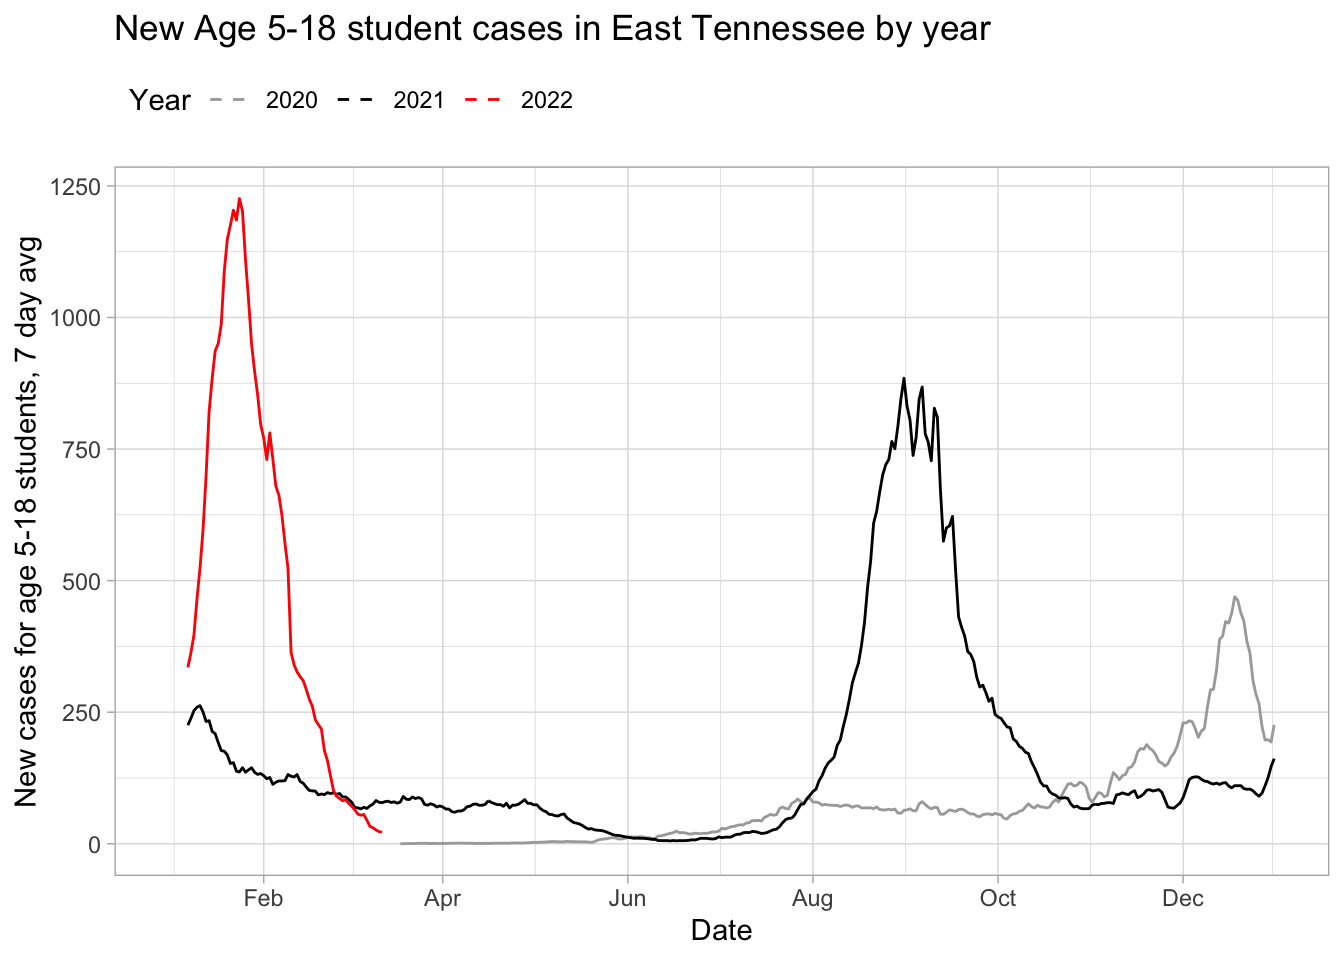 New Age 5-18 student cases in East Tennessee by year
Year 2020 2021 2022
New cases for age 5-18 students, 7 day avg
1250
1000
750
500
250
0
Feb Apr Jun Aug Oct Dec
Date